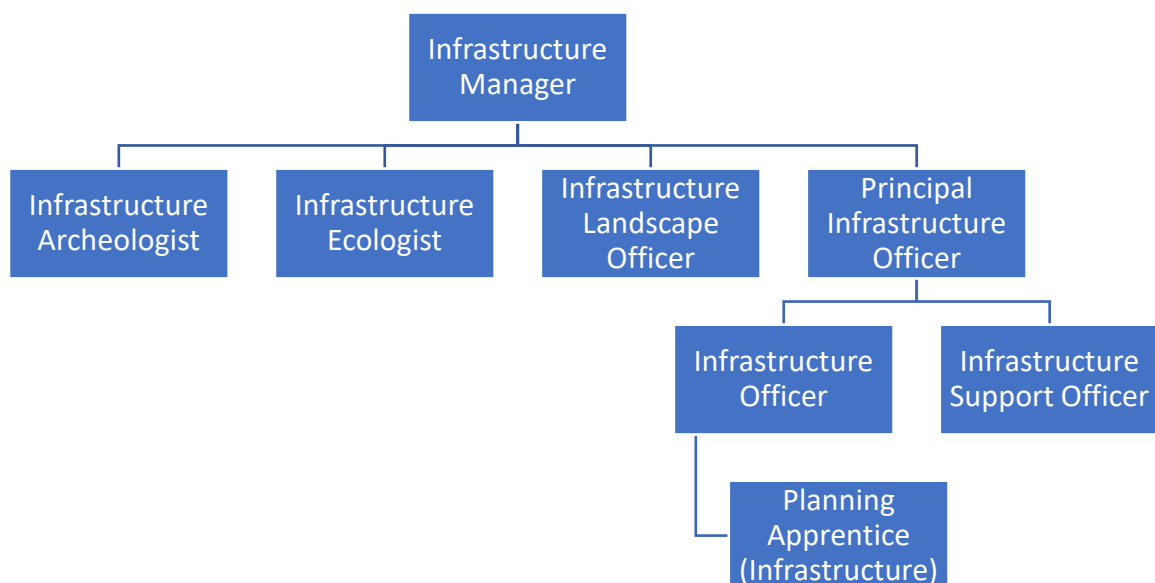 Infrastructure
Manager
Infrastructure
Archeologist
Infrastructure
Ecologist
Infrastructure
Landscape
Officer
Principal
Infrastructure
Officer
Infrastructure
Officer
Infrastructure
Support Officer
Planning
Apprentice
(Infrastructure)